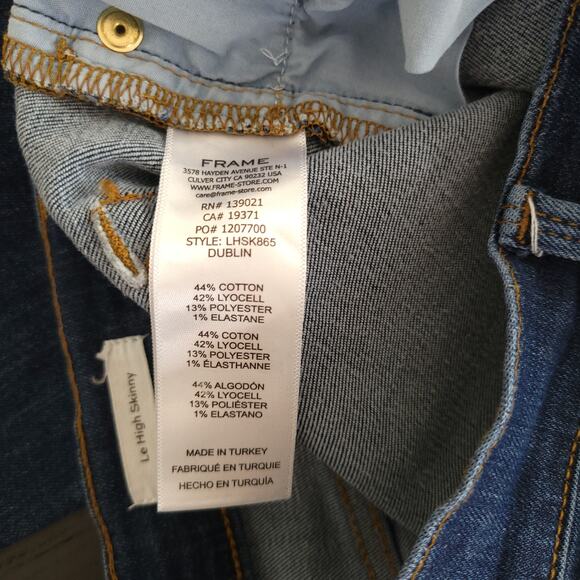 FRAME
3578 HAYDEN AVENUE STE N-1
CULVER CITY CA 90232 USA
WWW.FRAME-STORE.COM
care@frame-store.com
RN# 139021
CA# 19371
PO# 1207700
STYLE: LHSK865
DUBLIN
44% COTTON
42% LYOCELL
13% POLYESTER
1% ELASTANE
44% COTON
42% LYOCELL
13% POLYESTER
1% ÉLASTHANNE
44% ALGODÓN
42% LYOCELL
13% POLIÉSTER
1% ELASTANO
MADE IN TURKEY
FABRIQUÉ EN TURQUIE
HECHO EN TURQUÍA
Le High Skinny